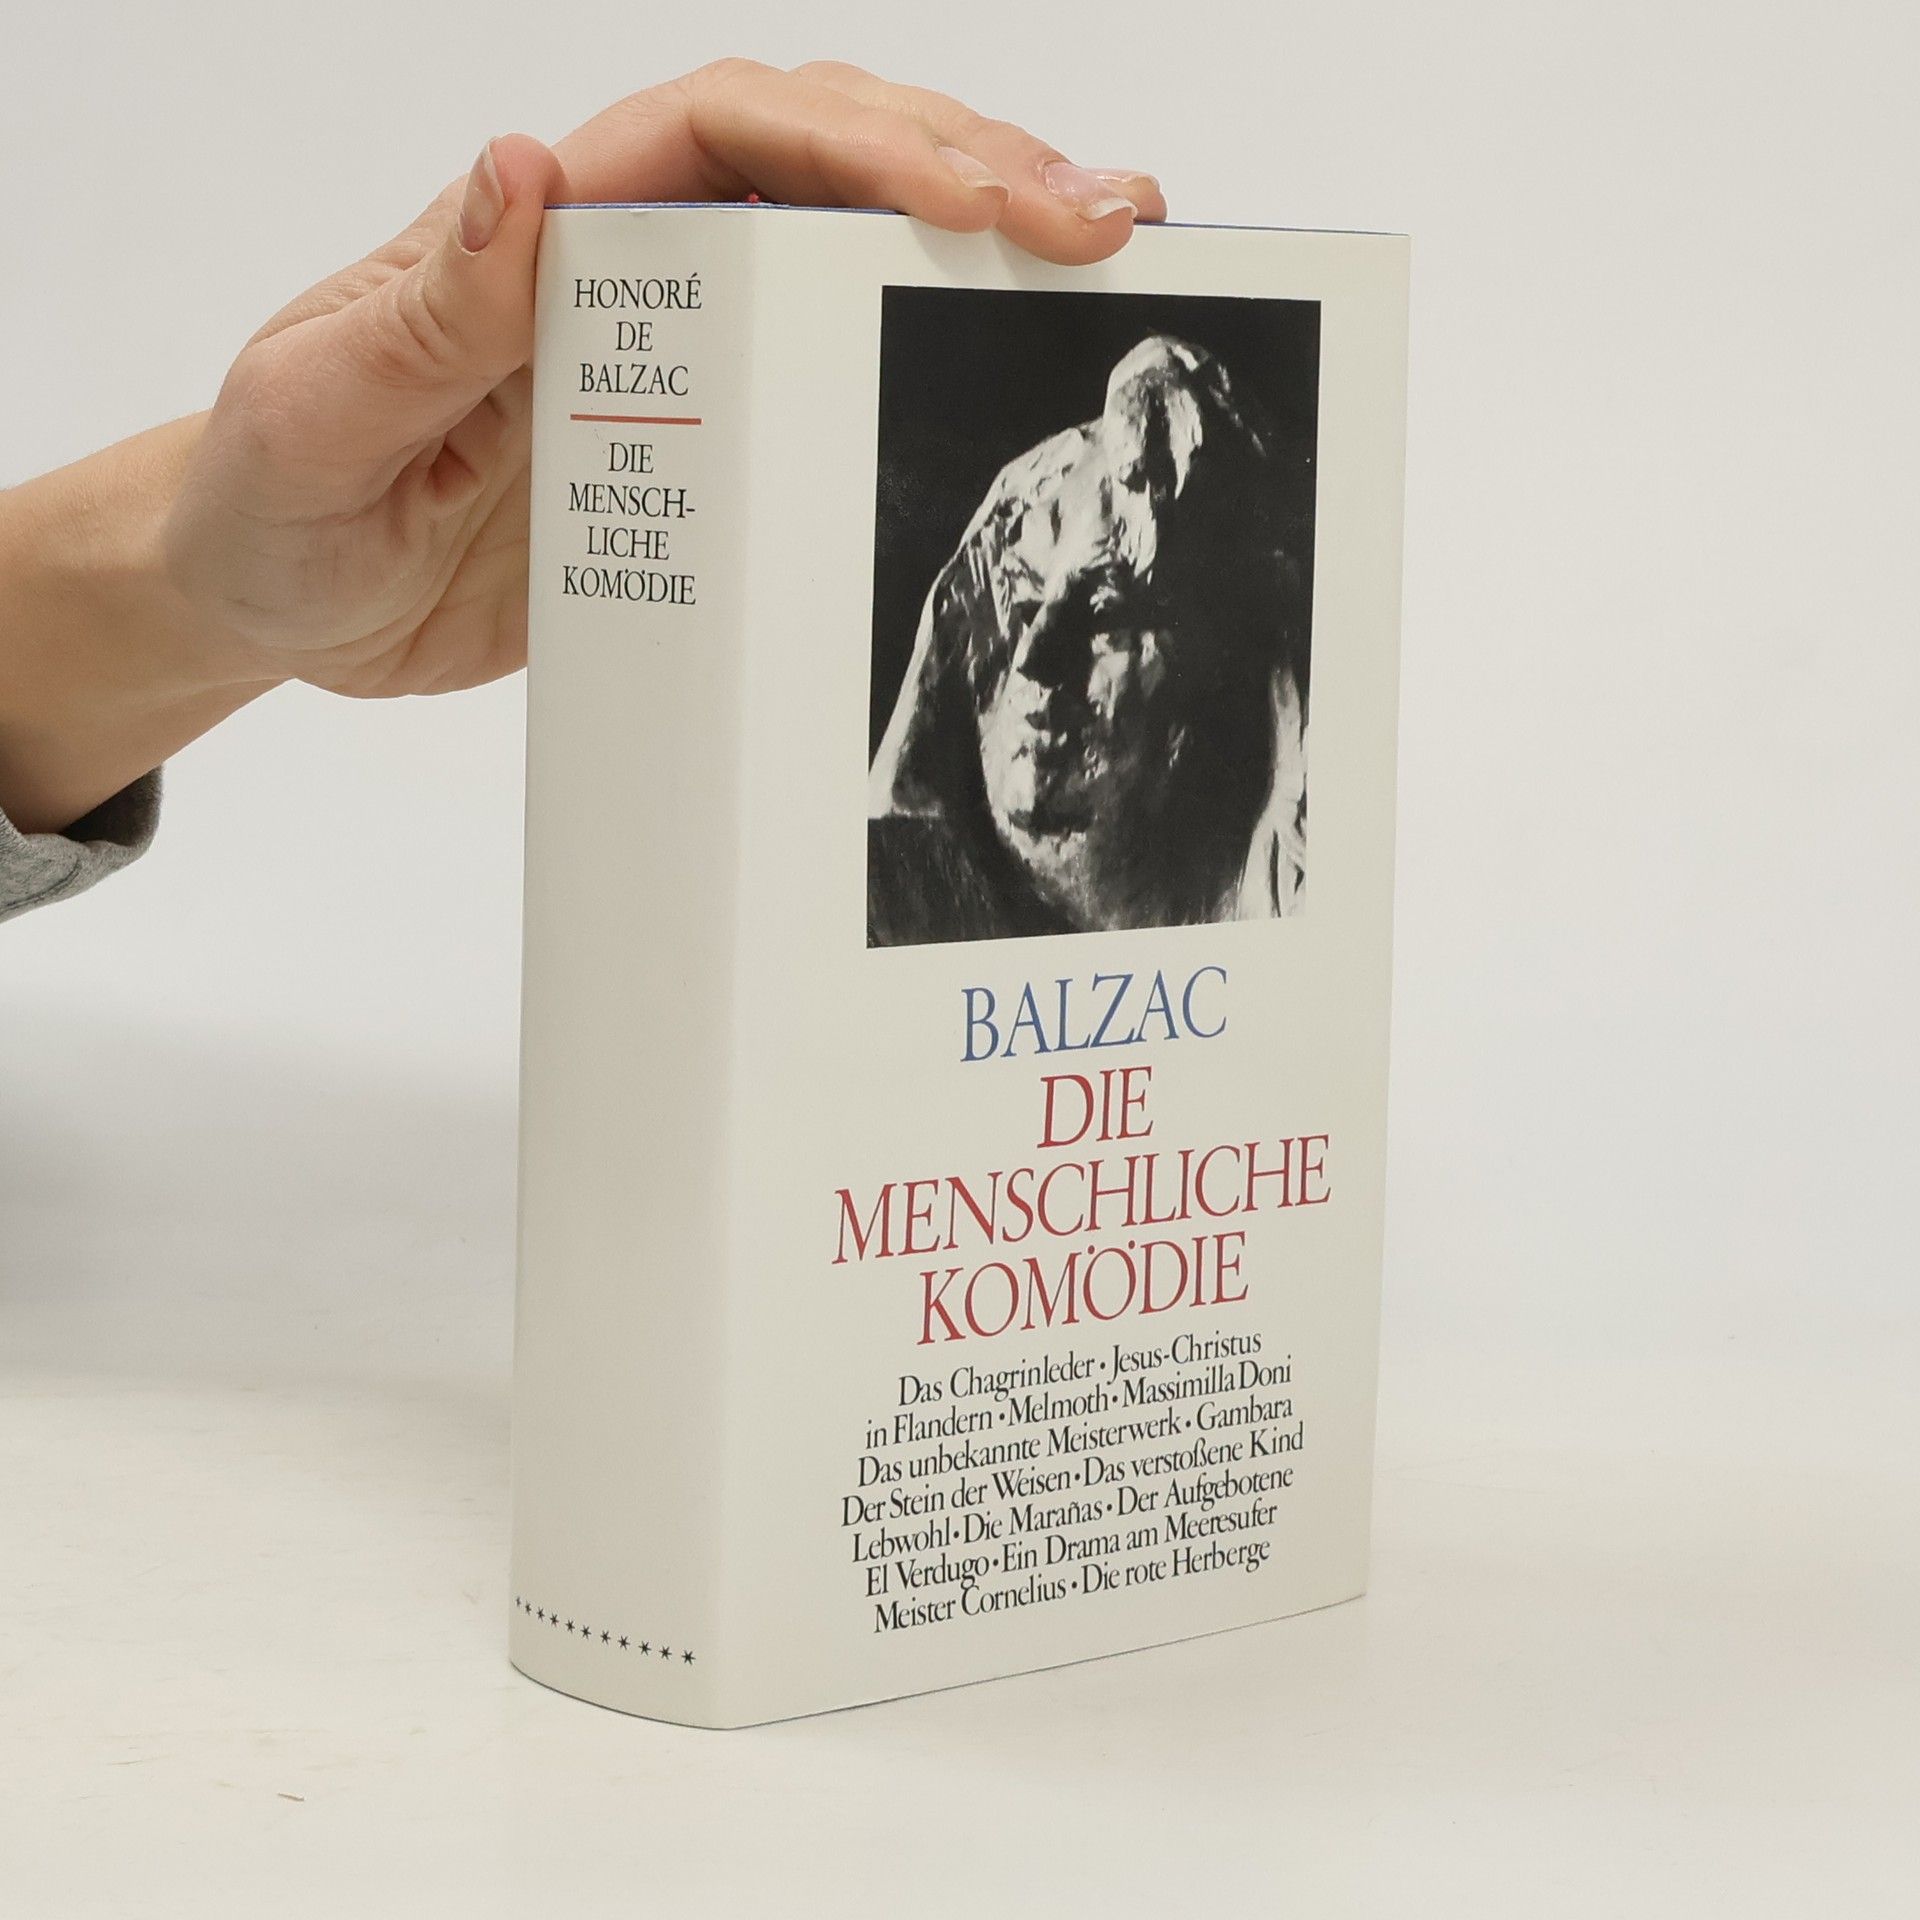 HONORÉ
DE
BALZAC
DIE
MENSCH-
LICHE
KOMÖDIE
**********
BALZAC
DIE
MENSCHLICHE
KOMÖDIE
Das Chagrinleder • Jesus-Christus
in Flandern • Melmoth • Massimilla Doni
Das unbekannte Meisterwerk • Gambara
Der Stein der Weisen • Das verstoßene Kind
Lebwohl • Die Marañas • Der Aufgebotene
El Verdugo • Ein Drama am Meeresufer
Meister Cornelius • Die rote Herberge